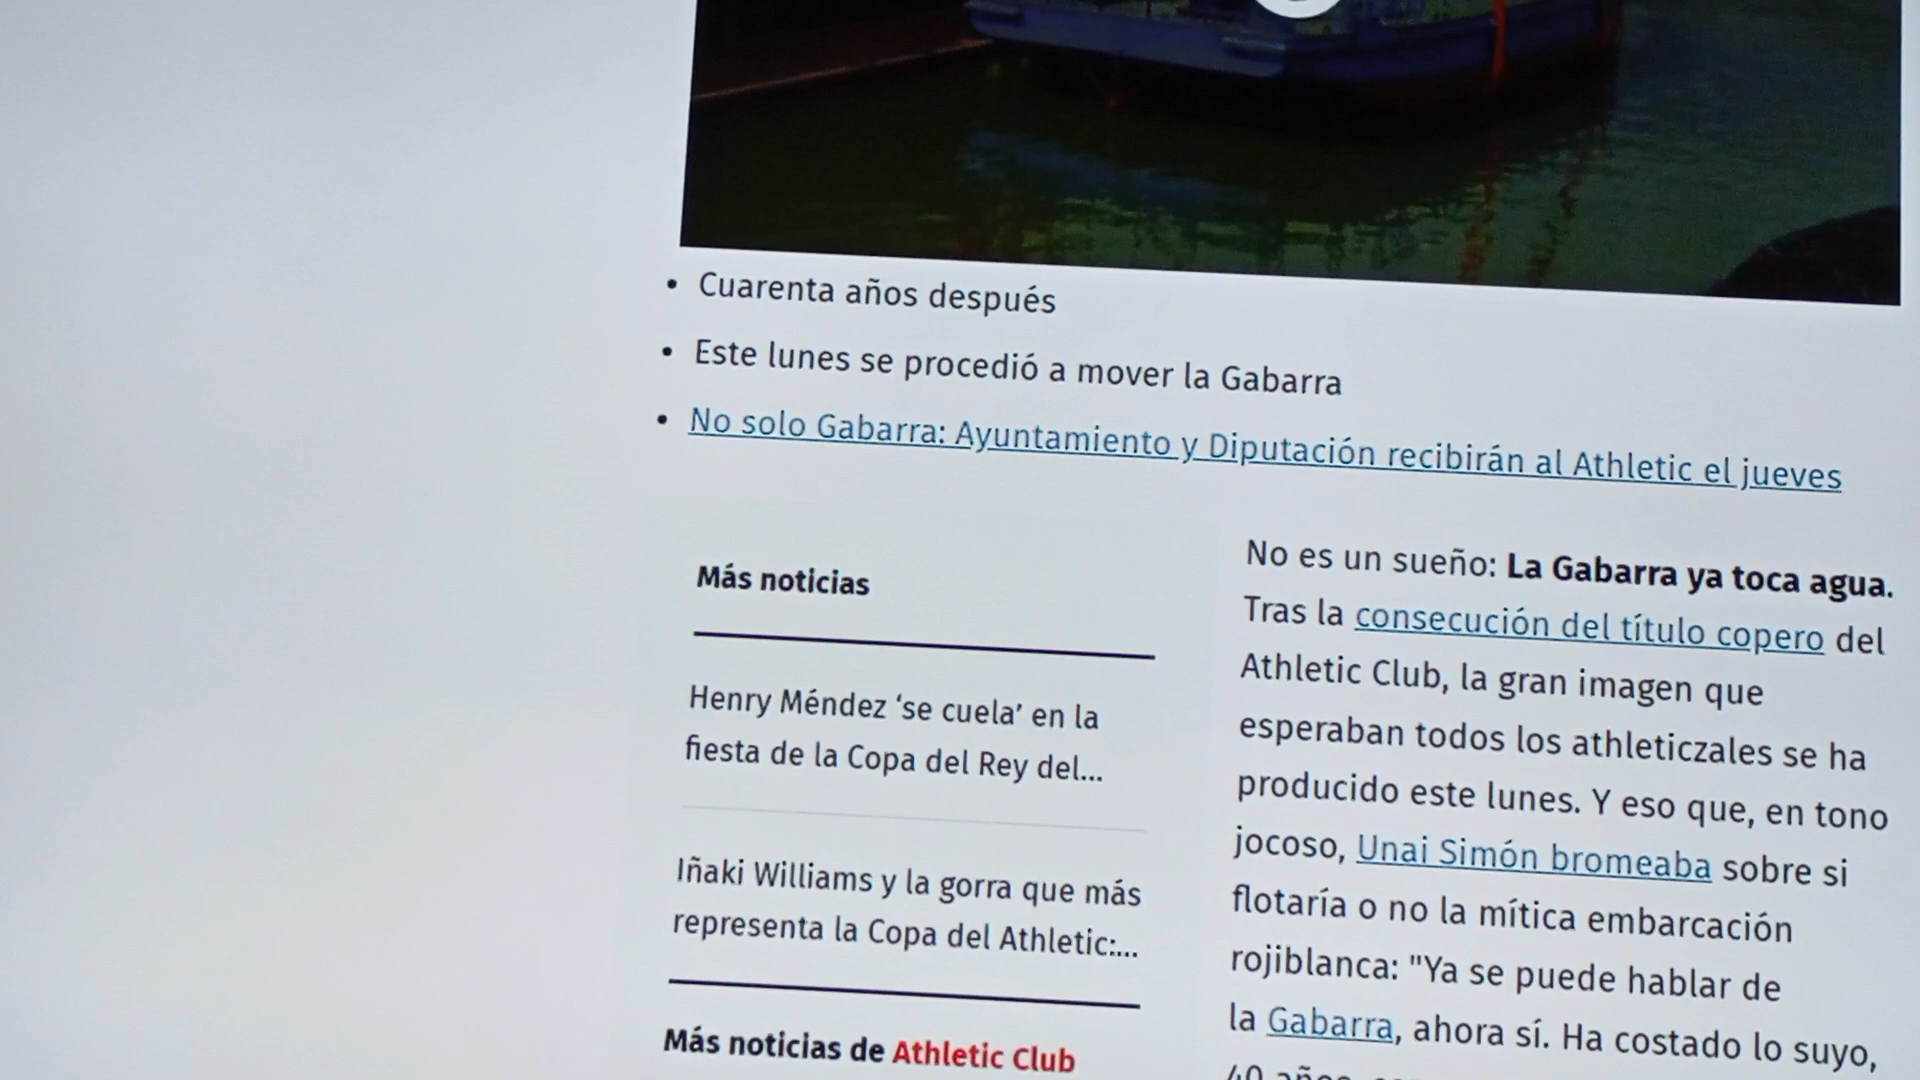 • Cuarenta años después
• Este lunes se procedió a mover la Gabarra
• No solo Gabarra: Ayuntamiento y Diputación recibirán al Athletic el jueves
Más noticias
Henry Méndez ‘se cuela’ en la
fiesta de la Copa del Rey del...
Iñaki Williams y la gorra que más
representa la Copa del Athletic:...
Más noticias de Athletic Club
No es un sueño: La Gabarra ya toca agua.
Tras la consecución del título copero del
Athletic Club, la gran imagen que
esperaban todos los athleticzales se ha
producido este lunes. Y eso que, en tono
jocoso, Unai Simón bromeaba sobre si
flotaría o no la mítica embarcación
rojiblanca: "Ya se puede hablar de
la Gabarra, ahora sí. Ha costado lo suyo,
40 años,